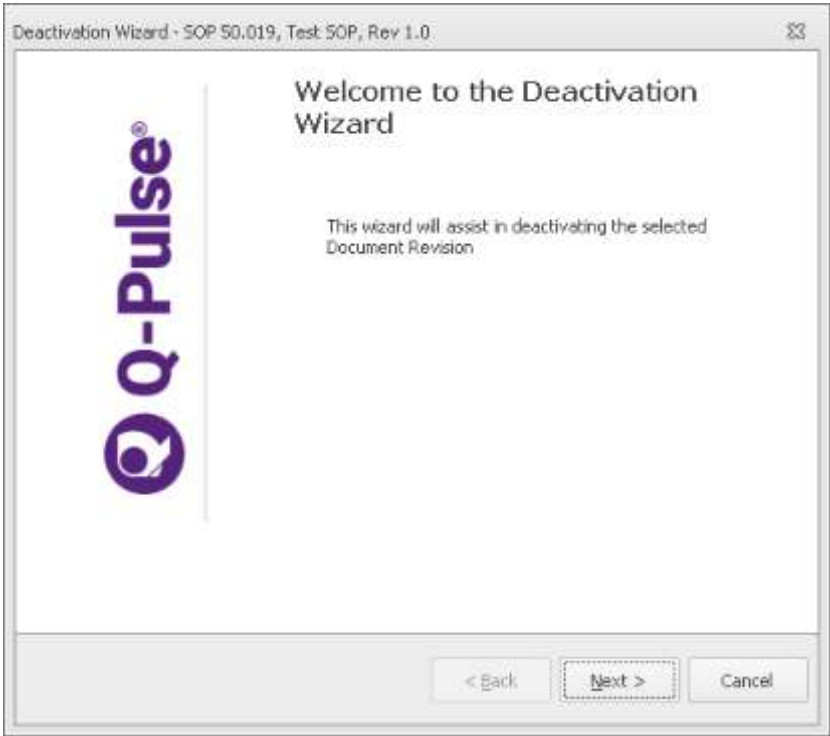 Deactivation Wizard - SOP 50.019, Test SOP, Rev 1.0
Q-Pulse®
Welcome to the Deactivation
Wizard
This wizard will assist in deactivating the selected
Document Revision
< Back
Next >
Cancel